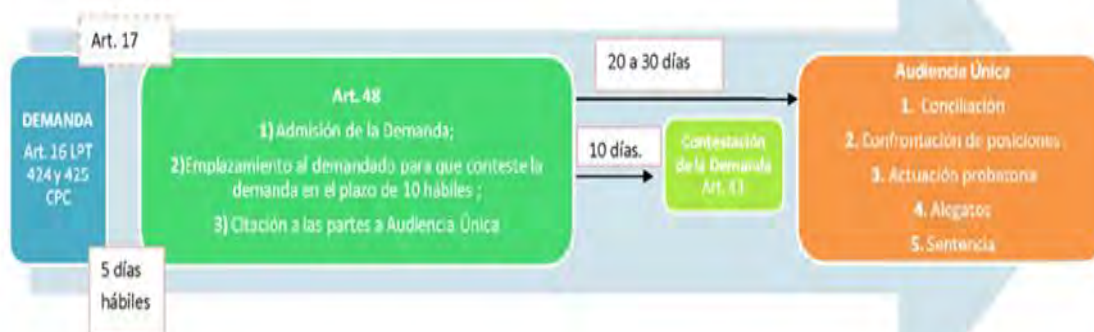 Art. 17
DEMANDA
Art. 16 LPT
424 y 425
CPC
5 días
hábiles
Art. 48
1) Admisión de la Demanda;
2) Emplazamiento al demandado para que conteste la
demanda en el plazo de 10 hábiles ;
3) Citación a las partes a Audiencia Única
20 a 30 días
10 días.
Contestación
de la Demanda
Art. 43
Audiencia Única
1. Conciliación
2. Confrontación de posiciones
3. Actuación probatoria
4. Alegatos
5. Sentencia